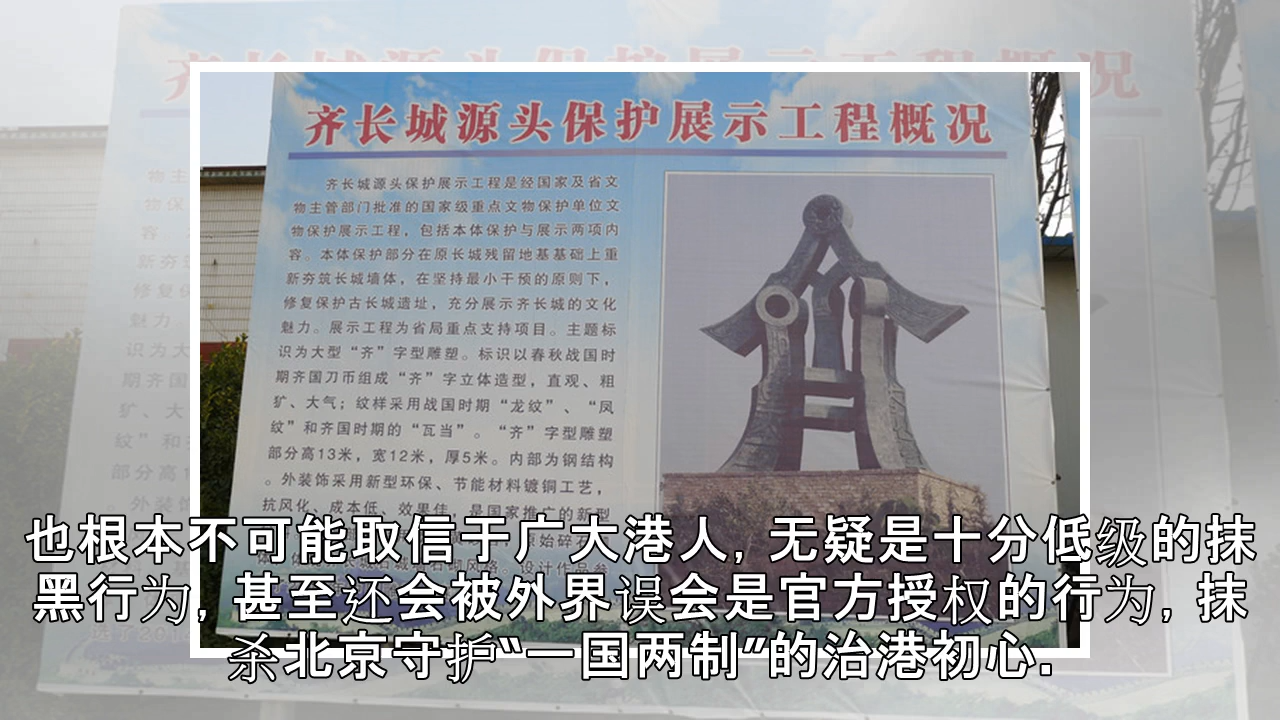 齐长城源头保护展示工程概况
齐长城源头保护展示工程是经国家及省文
物主管部门批准的国家级重点文物保护单位文
物保护展示工程，包括本体保护与展示两项内
容。本体保护部分在原长城残留地基基础上重
新夯筑长城墙体，在坚持最小干预的原则下，
修复保护古长城遗址，充分展示齐长城的文化
魅力。展示工程为省局重点支持项目。主题标
识为大型“齐”字型雕塑。标识以春秋战国时
期齐国刀币组成“齐”字立体造型，直观、粗
犷、大气；纹样采用战国时期“龙纹”、“凤
纹”和齐国时期的“瓦当”。“齐”字型雕塑
部分高13米，宽12米，厚5米。内部为钢结构
。外装饰采用新型环保、节能材料镀铜工艺，
抗风化、成本低、效果佳，是国家推广的新型
也根本不可能取信于广大港人, 无疑是十分低级的抹
黑行为, 甚至还会被外界误会是官方授权的行为, 抹
杀北京守护“一国两制”的治港初心.